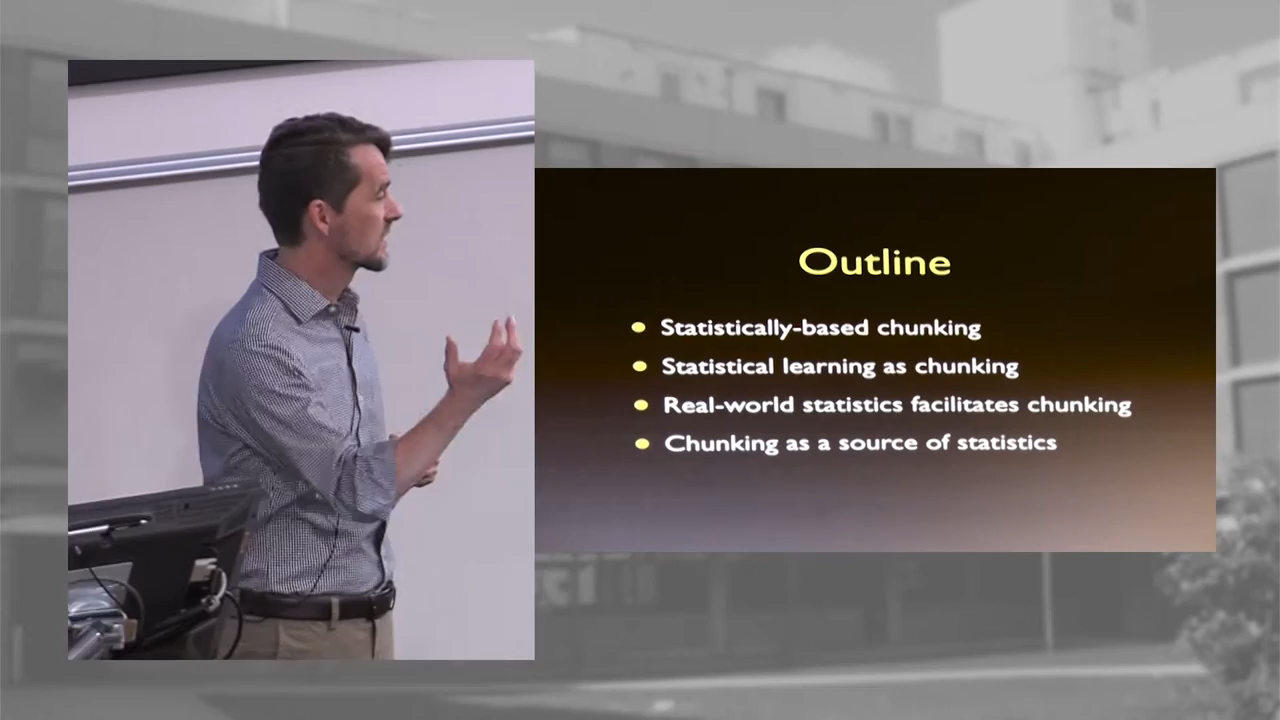 Outline
Statistically-based chunking
Statistical learning as chunking
Real-world statistics facilitates chunking
Chunking as a source of statistics